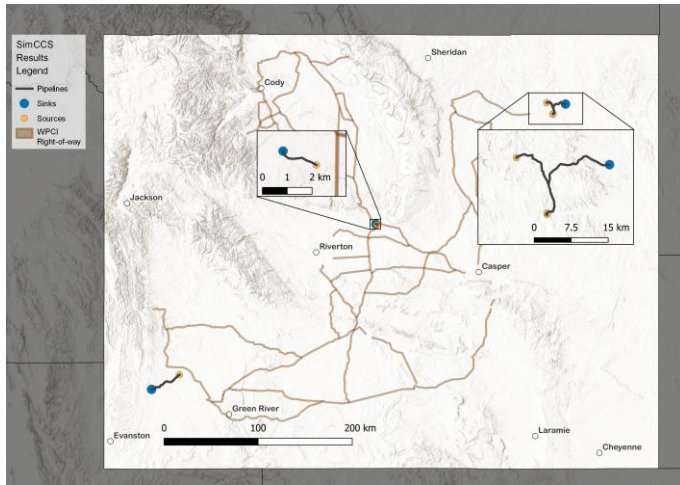 SimCCS
Results
Legend
Pipelines
Sinks
Sources
WPCI
Right-of-way
Sheridan
Cody
0 1 2 km
0 7.5 15 km
Jackson
Riverton
Casper
Green River
Evanston
0 100 200 km
Laramie
Cheyenne